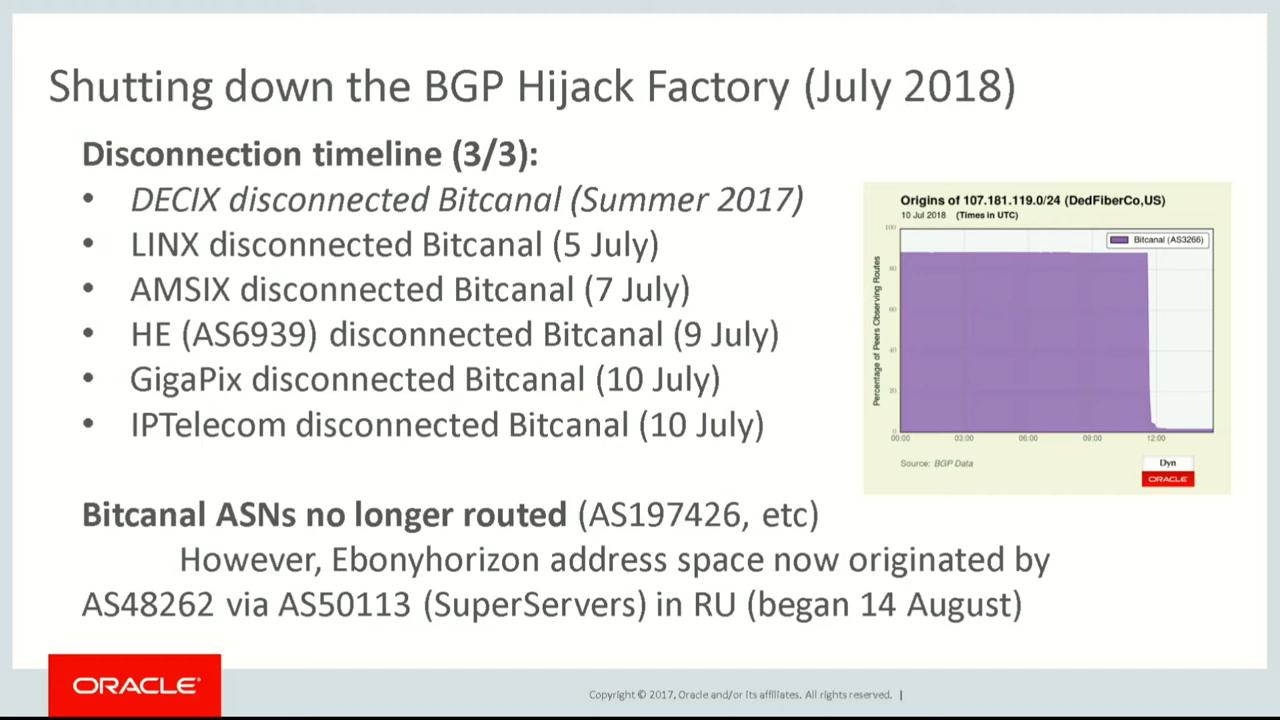 Shutting down the BGP Hijack Factory (July 2018)
Disconnection timeline (3/3):
• DECIX disconnected Bitcanal (Summer 2017)
• LINX disconnected Bitcanal (5 July)
• AMSIX disconnected Bitcanal (7 July)
• HE (AS6939) disconnected Bitcanal (9 July)
• GigaPix disconnected Bitcanal (10 July)
• IPTelecom disconnected Bitcanal (10 July)
Bitcanal ASNs no longer routed (AS197426, etc)
However, Ebonyhorizon address space now originated by
AS48262 via AS50113 (SuperServers) in RU (began 14 August)
Origins of 107.181.119.0/24 (DedFiberCo,US)
10 Jul 2018 (Times in UTC)
Bitcanal (AS3266)
Percentage of Peers Observing Routes
100
80
60
40
20
0
00:00 03:00 06:00 09:00 12:00
Source: BGP Data
Dyn
ORACLE
ORACLE®
Copyright © 2017, Oracle and/or its affiliates. All rights reserved. |